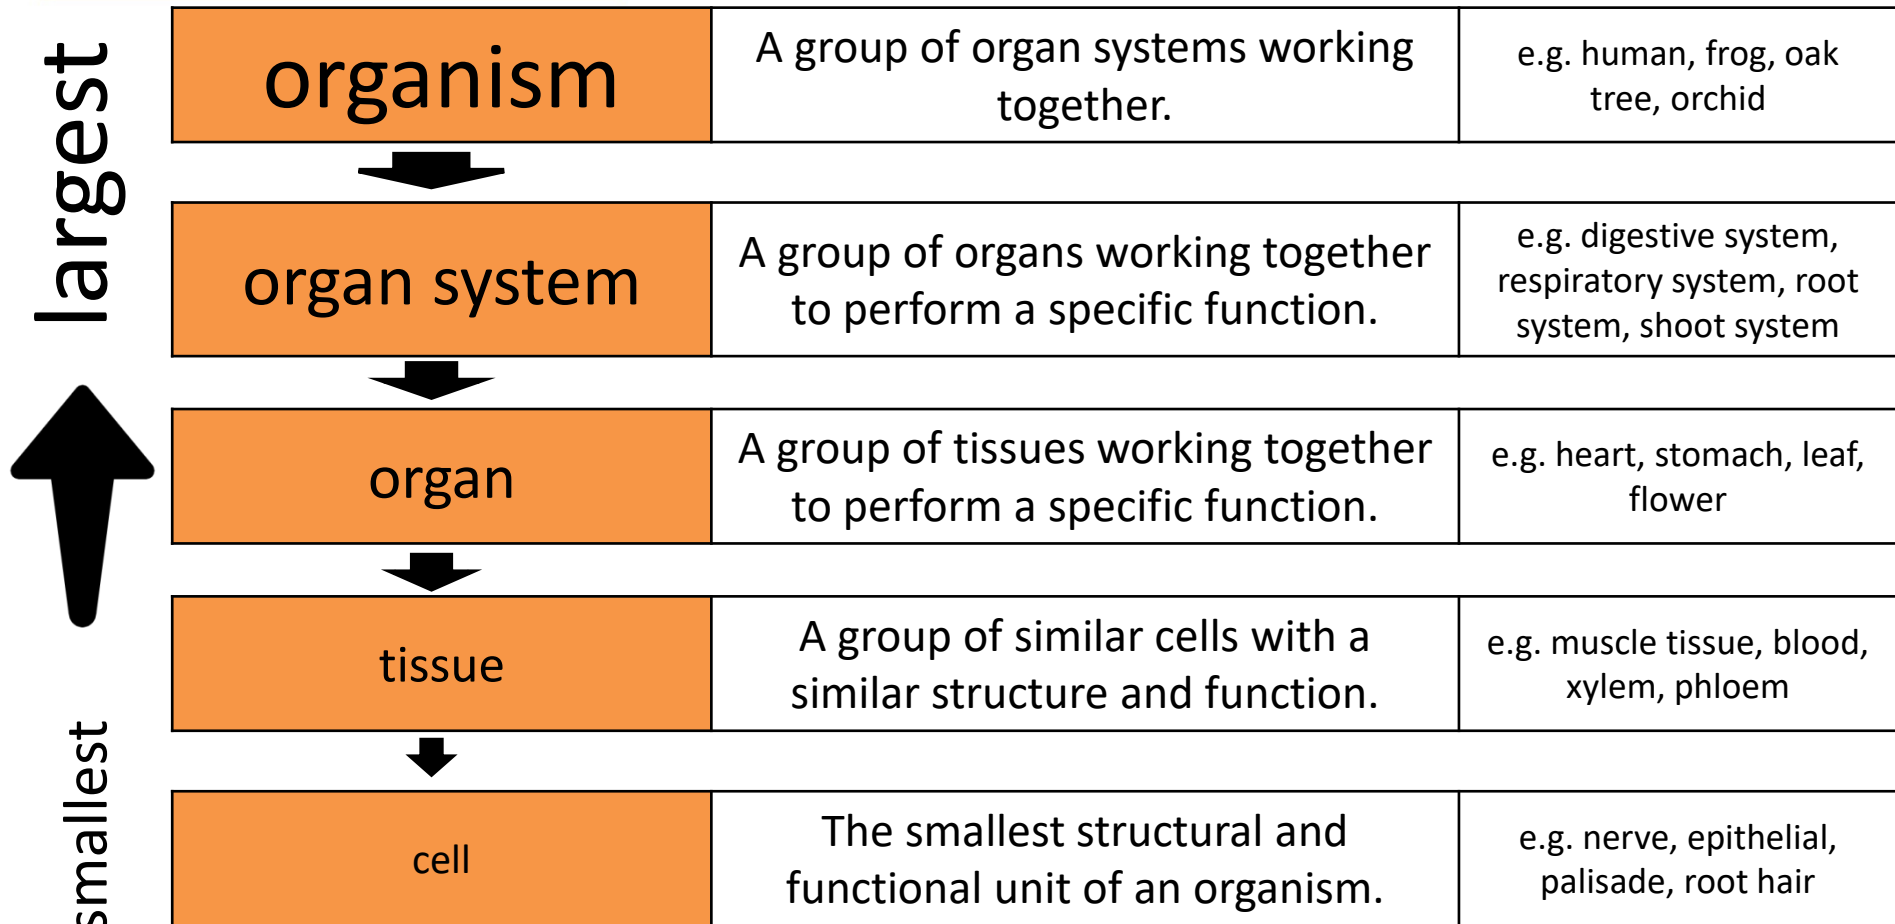 largest
organism
A group of organ systems working
together.
e.g. human, frog, oak
tree, orchid
organ system
A group of organs working together
to perform a specific function.
e.g. digestive system,
respiratory system, root
system, shoot system
organ
A group of tissues working together
to perform a specific function.
e.g. heart, stomach, leaf,
flower
tissue
A group of similar cells with a
similar structure and function.
e.g. muscle tissue, blood,
xylem, phloem
smallest
cell
The smallest structural and
functional unit of an organism.
e.g. nerve, epithelial,
palisade, root hair